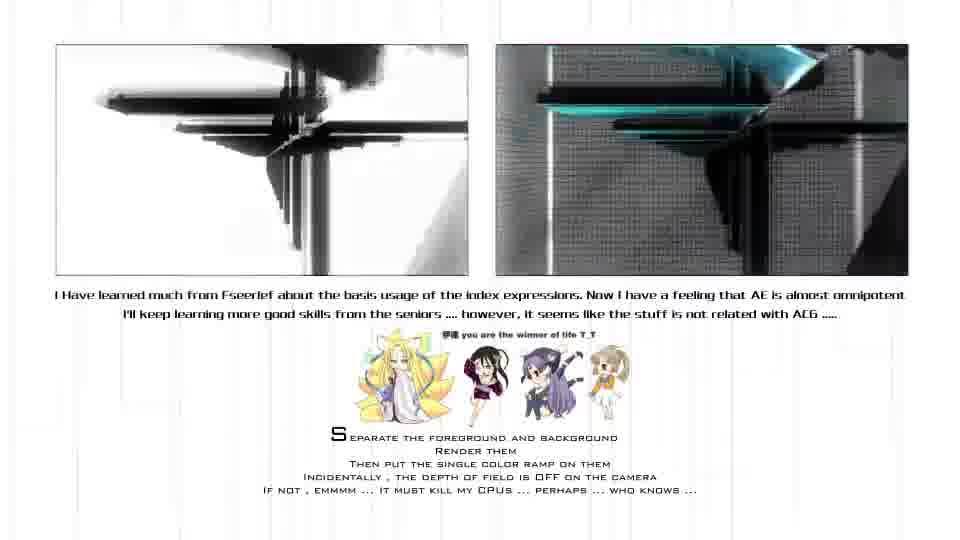 I Have learned much from Fseerlef about the basis usage of the index expressions. Now I have a feeling that AE is almost omnipotent
I'll keep learning more good skills from the seniors .... however, it seems like the stuff is not related with AC6 .....
you are the winner of life T_T
SEPARATE THE FOREGROUND AND BACKGROUND
RENDER THEM
THEN PUT THE SINGLE COLOR RAMP ON THEM
INCIDENTALLY , THE DEPTH OF FIELD IS OFF ON THE CAMERA
IF NOT , EMMMM ... IT MUST KILL MY CPUS ... PERHAPS ... WHO KNOWS ...